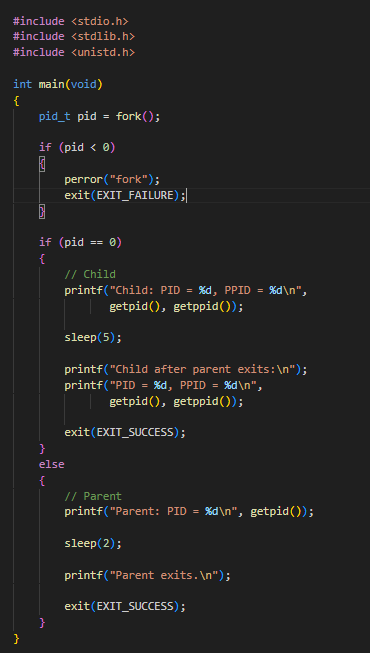 #include <stdio.h>
#include <stdlib.h>
#include <unistd.h>

int main(void)
{
    pid_t pid = fork();

    if (pid < 0)
    {
        perror("fork");
        exit(EXIT_FAILURE);
    }

    if (pid == 0)
    {
        // Child
        printf("Child: PID = %d, PPID = %d\n",
               getpid(), getppid());

        sleep(5);

        printf("Child after parent exits:\n");
        printf("PID = %d, PPID = %d\n",
               getpid(), getppid());

        exit(EXIT_SUCCESS);
    }
    else
    {
        // Parent
        printf("Parent: PID = %d\n", getpid());

        sleep(2);

        printf("Parent exits.\n");

        exit(EXIT_SUCCESS);
    }
}